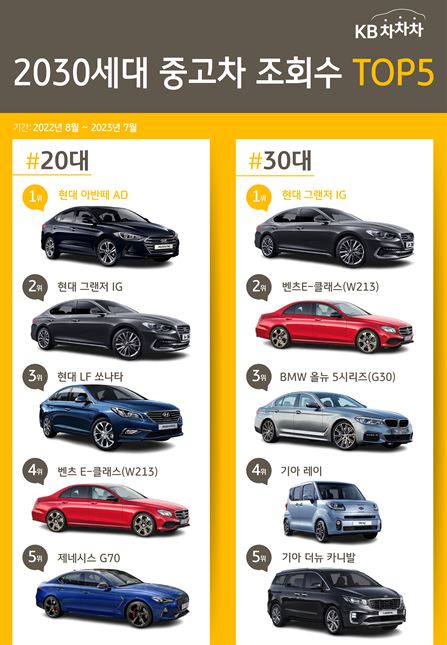 KB차차차
2030세대 중고차 조회수 TOP5
기간: 2022년 8월 ~ 2023년 7월
#20대
1위 현대 아반떼 AD
2위 현대 그랜저 IG
3위 현대 LF 쏘나타
4위 벤츠 E-클래스(W213)
5위 제네시스 G70
#30대
1위 현대 그랜저 IG
2위 벤츠E-클래스(W213)
3위 BMW 올뉴 5시리즈(G30)
4위 기아 레이
5위 기아 더뉴 카니발